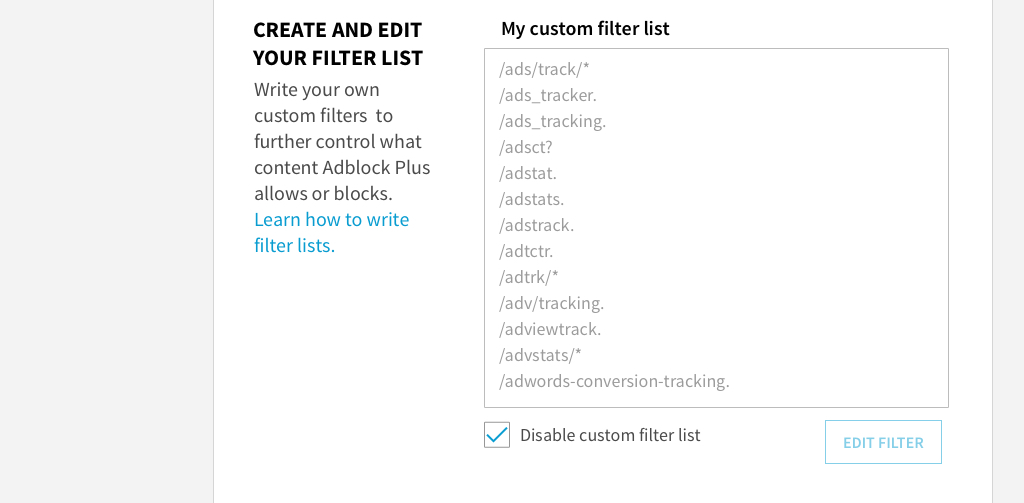 CREATE AND EDIT
YOUR FILTER LIST
Write your own
custom filters  to
further control what
content Adblock Plus
allows or blocks.
Learn how to write
filter lists.
My custom filter list
/ads/track/*
/ads_tracker.
/ads_tracking.
/adsct?
/adstat.
/adstats.
/adstrack.
/adtctr.
/adtrk/*
/adv/tracking.
/adviewtrack.
/advstats/*
/adwords-conversion-tracking.
Disable custom filter list
EDIT FILTER